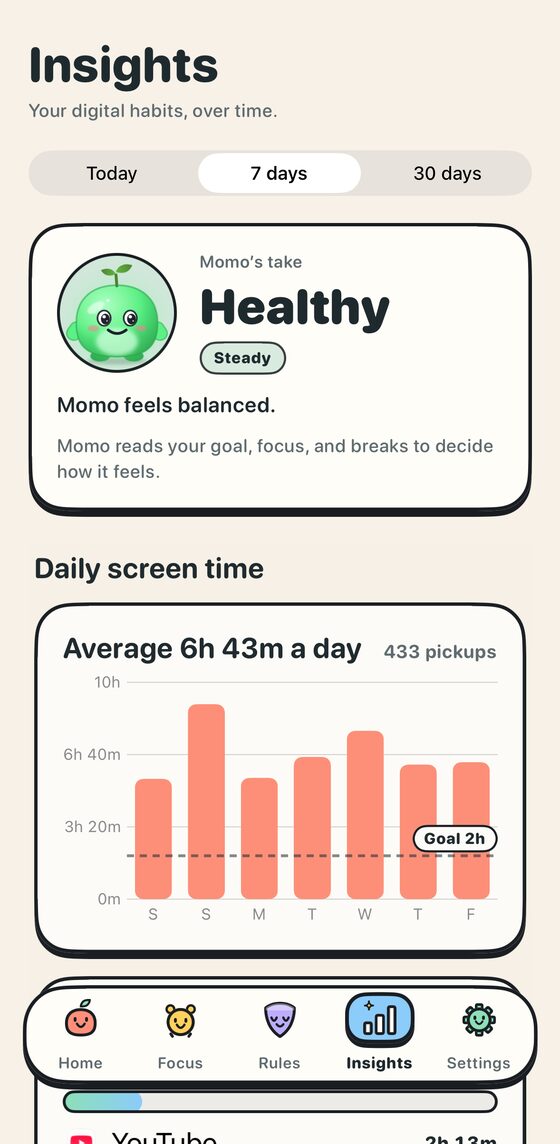 Insights
Your digital habits, over time.
Today 7 days 30 days
Momo's take
Healthy
Steady
Momo feels balanced.
Momo reads your goal, focus, and breaks to decide
how it feels.
Daily screen time
Average 6h 43m a day 433 pickups
10h
6h 40m
3h 20m
Goal 2h
0m
S S M T W T F
Home Focus Rules Insights Settings
YouTube 2h 13m